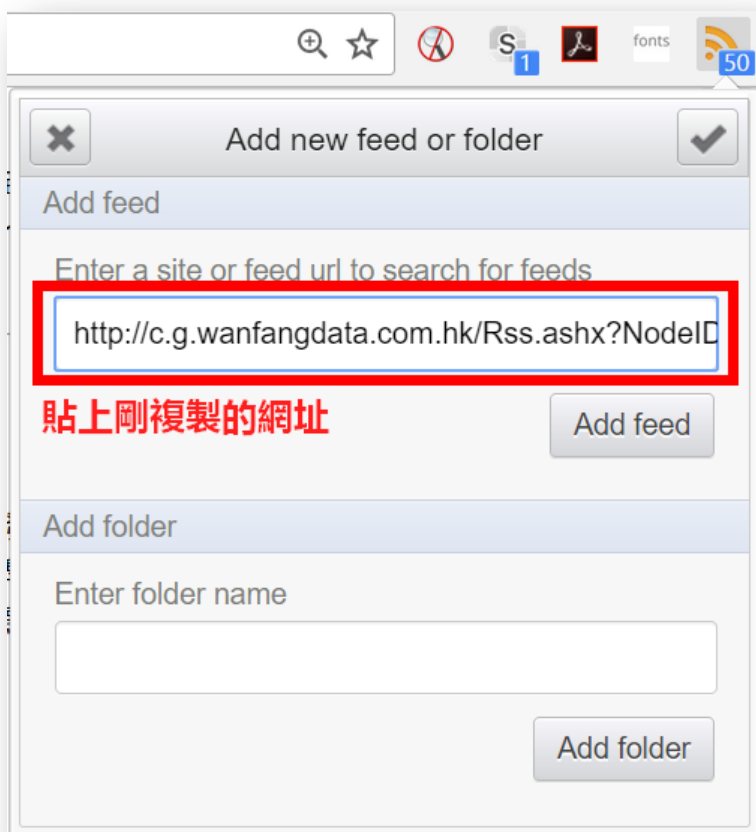 S
1
fonts
50
Add new feed or folder
Add feed
Enter a site or feed url to search for feeds
http://c.g.wanfangdata.com.hk/Rss.ashx?NodeID
貼上剛複製的網址
Add feed
Add folder
Enter folder name
Add folder